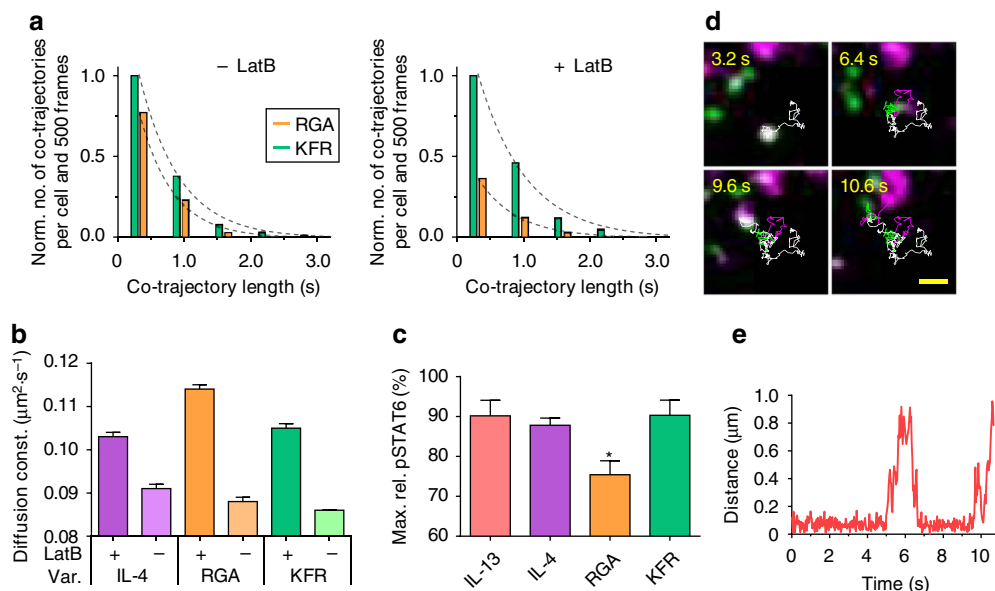 a
− LatB
Norm. no. of co-trajectories
per cell and 500 frames
1.0
0.5
0.0
RGA
KFR
0
1.0
2.0
3.0
Co-trajectory length (s)
+ LatB
Norm. no. of co-trajectories
per cell and 500 frames
1.0
0.5
0.0
0
1.0
2.0
3.0
Co-trajectory length (s)
d
3.2 s
6.4 s
9.6 s
10.6 s
b
Diffusion const. (μm²·s⁻¹)
0.12
0.11
0.10
0.09
0.08
LatB + − + − + −
Var. IL-4 RGA KFR
c
Max. rel. pSTAT6 (%)
100
90
80
70
60
*
IL-13
IL-4
RGA
KFR
e
Distance (μm)
1.0
0.8
0.6
0.4
0.2
0
0 2 4 6 8 10
Time (s)